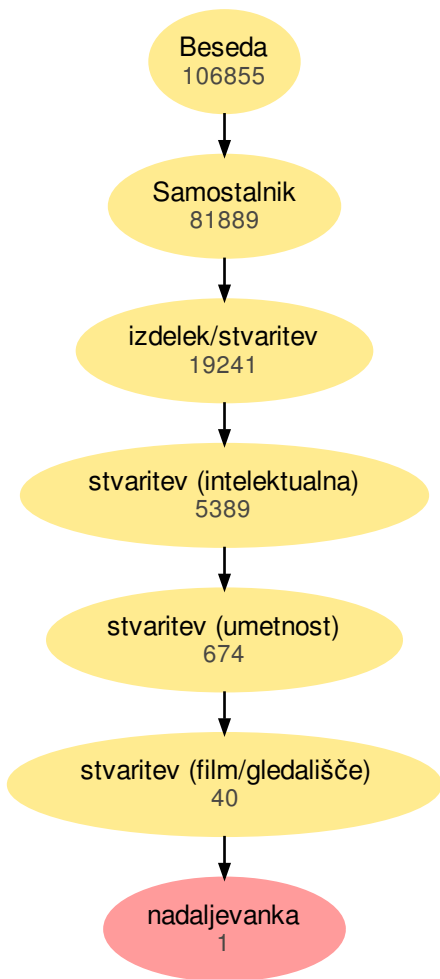 Beseda
106855
Samostalnik
81889
izdelek/stvaritev
19241
stvaritev (intelektualna)
5389
stvaritev (umetnost)
674
stvaritev (film/gledališče)
40
nadaljevanka
1